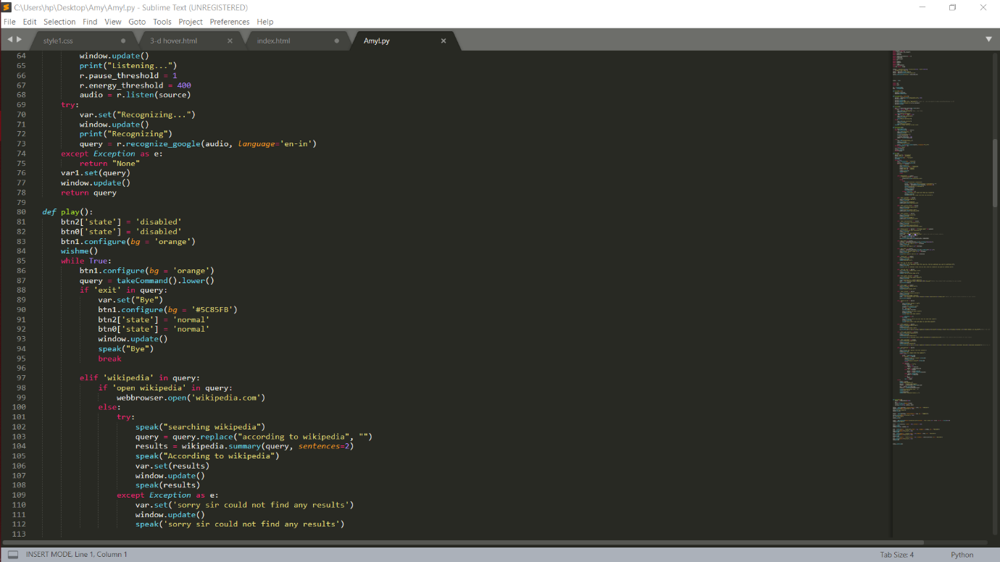 C:\Users\hp\Desktop\Amy\Amyl.py - Sublime Text (UNREGISTERED)
File Edit Selection Find View Goto Tools Project Preferences Help
style1.css 3-d hover.html index.html Amyl.py
64 window.update()
65 print("Listening...")
66 r.pause_threshold = 1
67 r.energy_threshold = 400
68 audio = r.listen(source)
69 try:
70 var.set("Recognizing...")
71 window.update()
72 print("Recognizing")
73 query = r.recognize_google(audio, language='en-in')
74 except Exception as e:
75 return "None"
76 var1.set(query)
77 window.update()
78 return query
79
80 def play():
81 btn2['state'] = 'disabled'
82 btn0['state'] = 'disabled'
83 btn1.configure(bg = 'orange')
84 wishme()
85 while True:
86 btn1.configure(bg = 'orange')
87 query = takeCommand().lower()
88 if 'exit' in query:
89 var.set("Bye")
90 btn1.configure(bg = '#5C85FB')
91 btn2['state'] = 'normal'
92 btn0['state'] = 'normal'
93 window.update()
94 speak("Bye")
95 break
96
97 elif 'wikipedia' in query:
98 if 'open wikipedia' in query:
99 webbrowser.open('wikipedia.com')
100 else:
101 try:
102 speak("searching wikipedia")
103 query = query.replace("according to wikipedia", "")
104 results = wikipedia.summary(query, sentences=2)
105 speak("According to wikipedia")
106 var.set(results)
107 window.update()
108 speak(results)
109 except Exception as e:
110 var.set('sorry sir could not find any results')
111 window.update()
112 speak('sorry sir could not find any results')
113
INSERT MODE, Line 1, Column 1 Tab Size: 4 Python